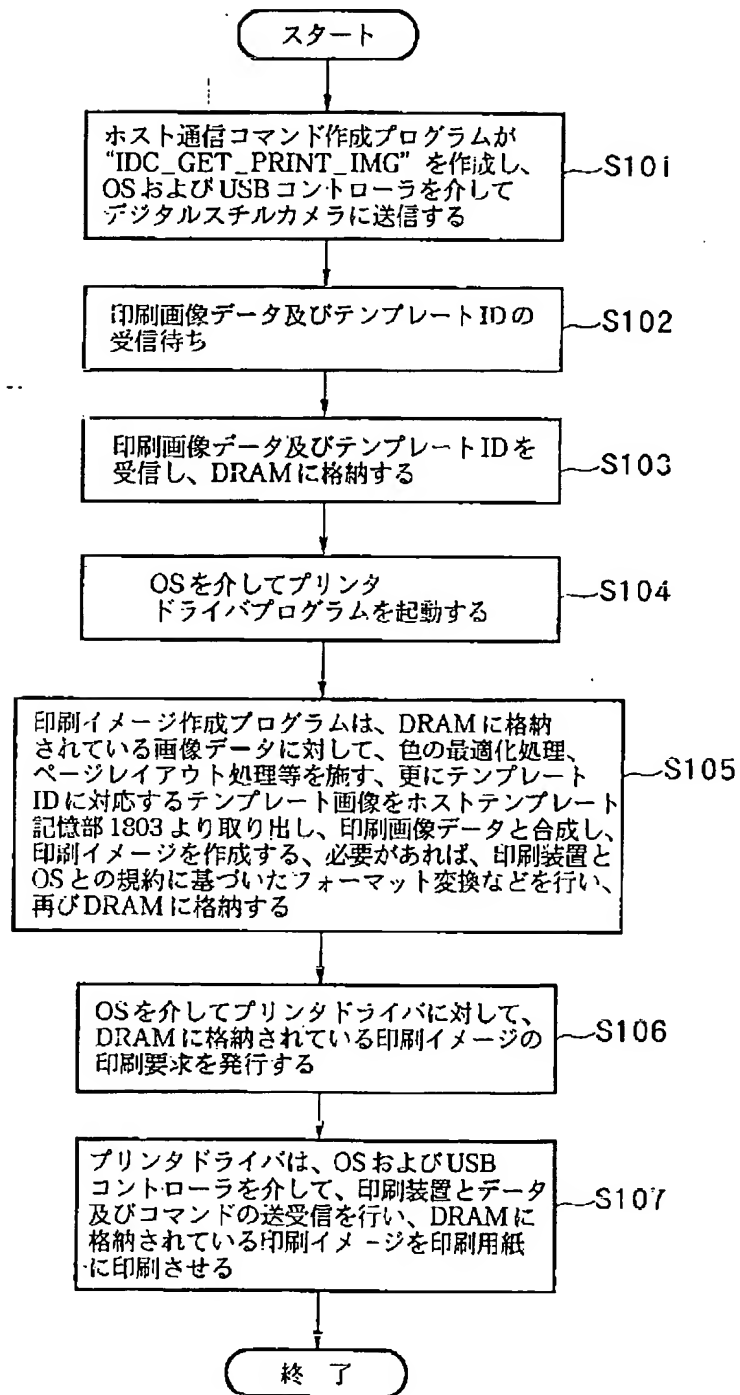 スタート
ホスト通信コマンド作成プログラムが
“IDC_GET_PRINT_IMG”を作成し、
OSおよびUSBコントローラを介して
デジタルスチルカメラに送信する
S101
印刷画像データ及びテンプレートIDの
受信待ち
S102
印刷画像データ及びテンプレートIDを
受信し、DRAMに格納する
S103
OSを介してプリンタ
ドライバプログラムを起動する
S104
印刷イメージ作成プログラムは、DRAMに格納
されている画像データに対して、色の最適化処理、
ページレイアウト処理等を施す、更にテンプレート
IDに対応するテンプレート画像をホストテンプレート
記憶部1803より取り出し、印刷画像データと合成し、
印刷イメージを作成する、必要があれば、印刷装置と
OSとの規約に基づいたフォーマット変換などを行い、
再びDRAMに格納する
S105
OSを介してプリンタドライバに対して、
DRAMに格納されている印刷イメージの
印刷要求を発行する
S106
プリンタドライバは、OSおよびUSB
コントローラを介して、印刷装置とデータ
及びコマンドの送受信を行い、DRAMに
格納されている印刷イメージを印刷用紙
に印刷させる
S107
終了